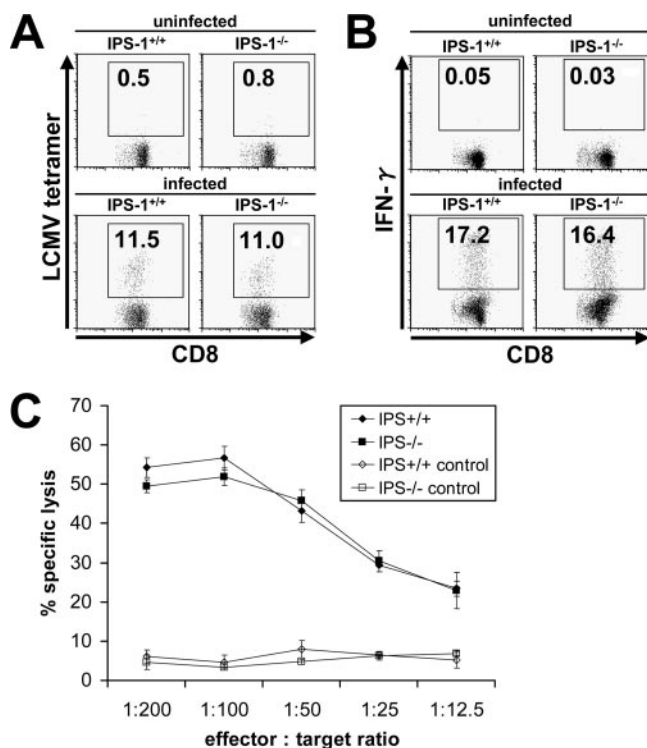 A
uninfected
IPS-1+/+
IPS-1-/-
0.5
0.8
infected
IPS-1+/+
IPS-1-/-
11.5
11.0
LCMV tetramer
CD8
B
uninfected
IPS-1+/+
IPS-1-/-
0.05
0.03
infected
IPS-1+/+
IPS-1-/-
17.2
16.4
IFN-γ
CD8
C
70
60
50
40
30
20
10
0
% specific lysis
IPS+/+
IPS-/-
IPS+/+ control
IPS-/- control
1:200 1:100 1:50 1:25 1:12.5
effector : target ratio